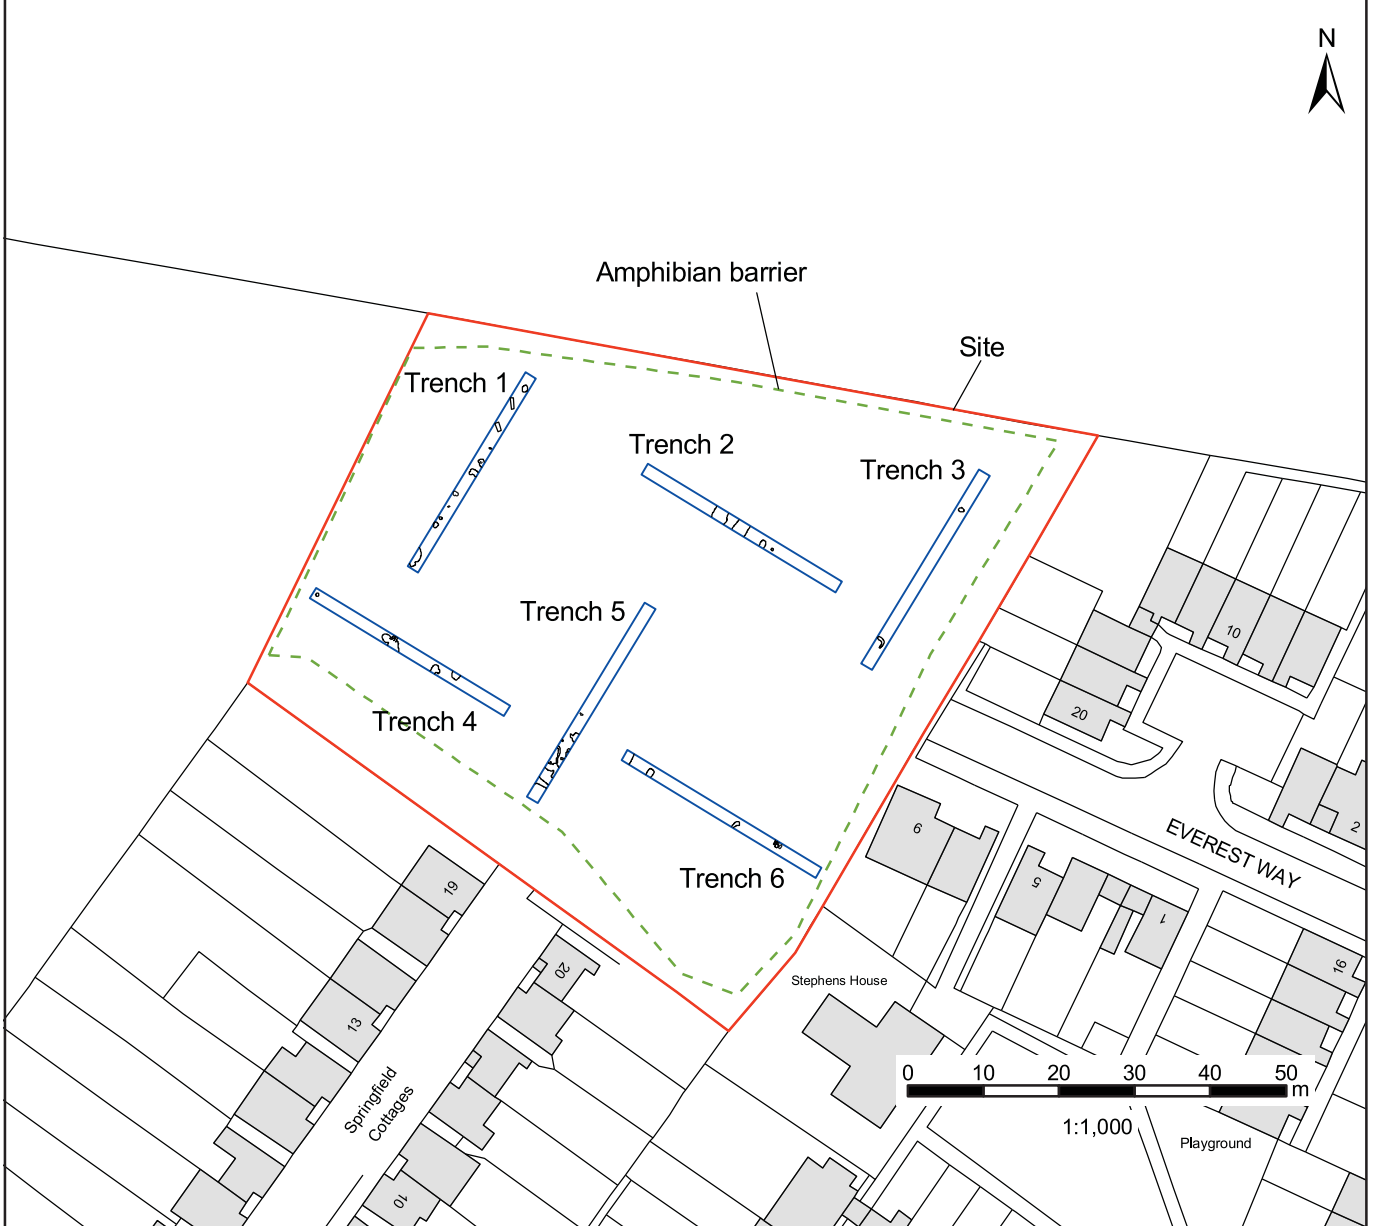 N
Amphibian barrier
Site
Trench 1
Trench 2
Trench 3
10
Trench 5
20
Trench 4
EVEREST WAY
2
9
5
1
Trench 6
19
16
20
Stephens House
13
0 10 20 30 40 50
m
Springfield
Cottages
1:1,000
Playground
10